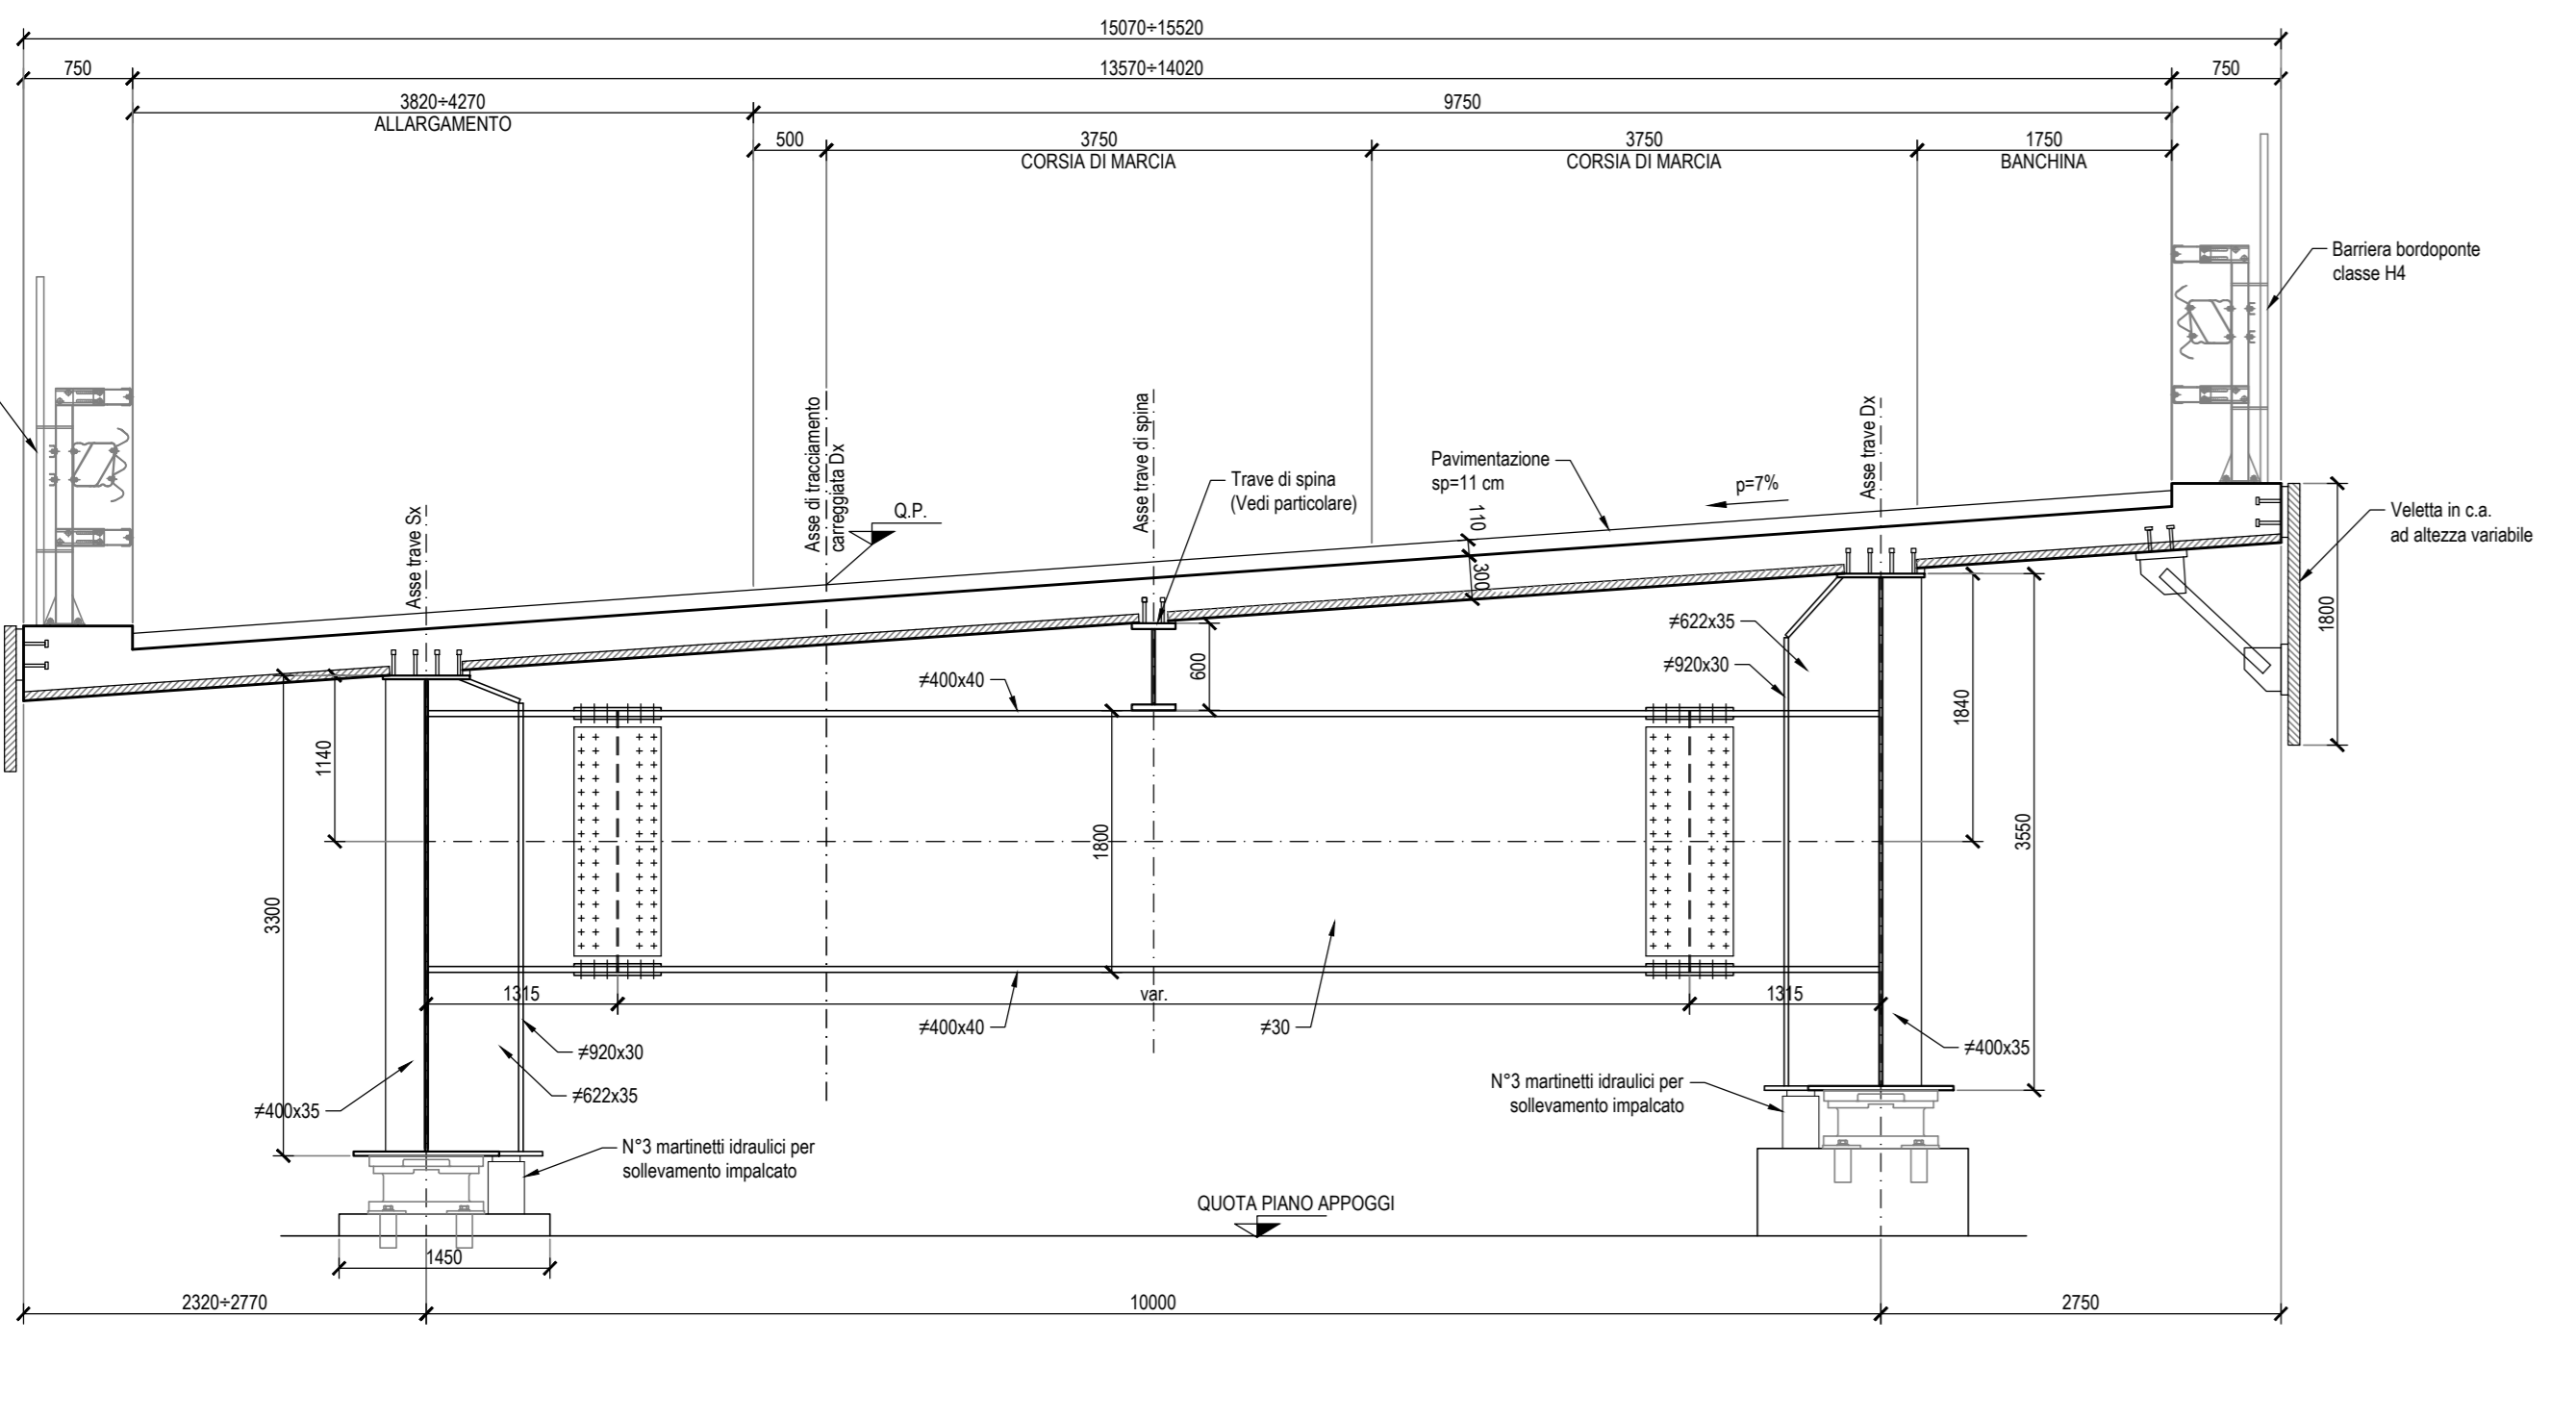 15070÷15520
750
13570÷14020
750
3820÷4270
ALLARGAMENTO
9750
500
3750
CORSIA DI MARCIA
3750
CORSIA DI MARCIA
1750
BANCHINA
Barriera bordoponte
classe H4
Asse trave Sx
Asse di tracciamento
carreggiata Dx
Q.P.
Asse trave di spina
Trave di spina
(Vedi particolare)
Pavimentazione
sp=11 cm
110
300
p=7%
Asse trave Dx
Veletta in c.a.
ad altezza variabile
1800
≠622x35
≠920x30
≠400x40
600
1840
1140
1800
3550
3300
1315
var.
1315
≠400x40
≠30
≠920x30
≠622x35
≠400x35
≠400x35
N°3 martinetti idraulici per
sollevamento impalcato
N°3 martinetti idraulici per
sollevamento impalcato
QUOTA PIANO APPOGGI
1450
2320÷2770
10000
2750